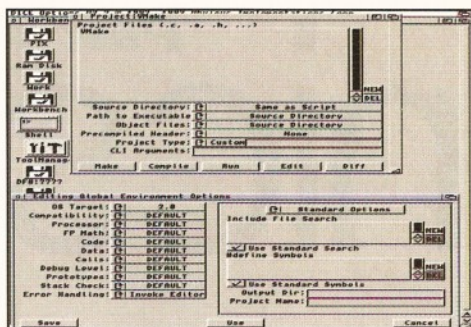 DICE
Workben
Project:VMake
Project Files (.c, .a, .h, ...)
VMake
PIX
Ram Disk
Work
Workbench
Shell
ToolManag
DF0:????
NEW
DEL
Source Directory: Same as Script
Path to Executable Source Directory
Object Files: Source Directory
Precompiled Header: None
Project Type: Custom
CLI Arguments:
Make Compile Run Edit Diff
Editing Global Environment Options
OS Target: 2.0
Compatibility: DEFAULT
Processor: DEFAULT
FP Math: DEFAULT
Code: DEFAULT
Data: DEFAULT
Calls: DEFAULT
Debug Level: DEFAULT
Prototypes: DEFAULT
Stack Check: DEFAULT
Error Handling: Invoke Editor
Standard Options
Include File Search
NEW
DEL
Use Standard Search
#define Symbols
NEW
DEL
Use Standard Symbols
Output Dir:
Project Name:
Save Use Cancel